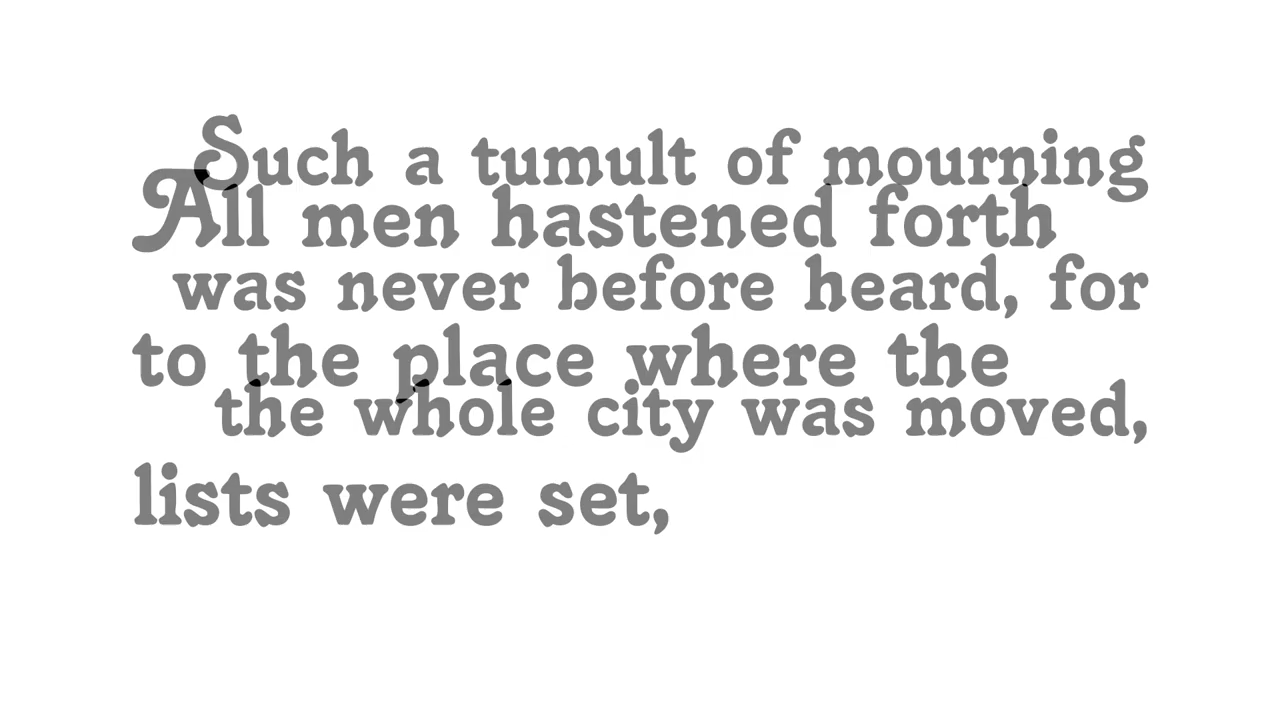 Such a tumult of mourning
was never before heard, for
the whole city was moved,
All men hastened forth
to the place where the
lists were set,